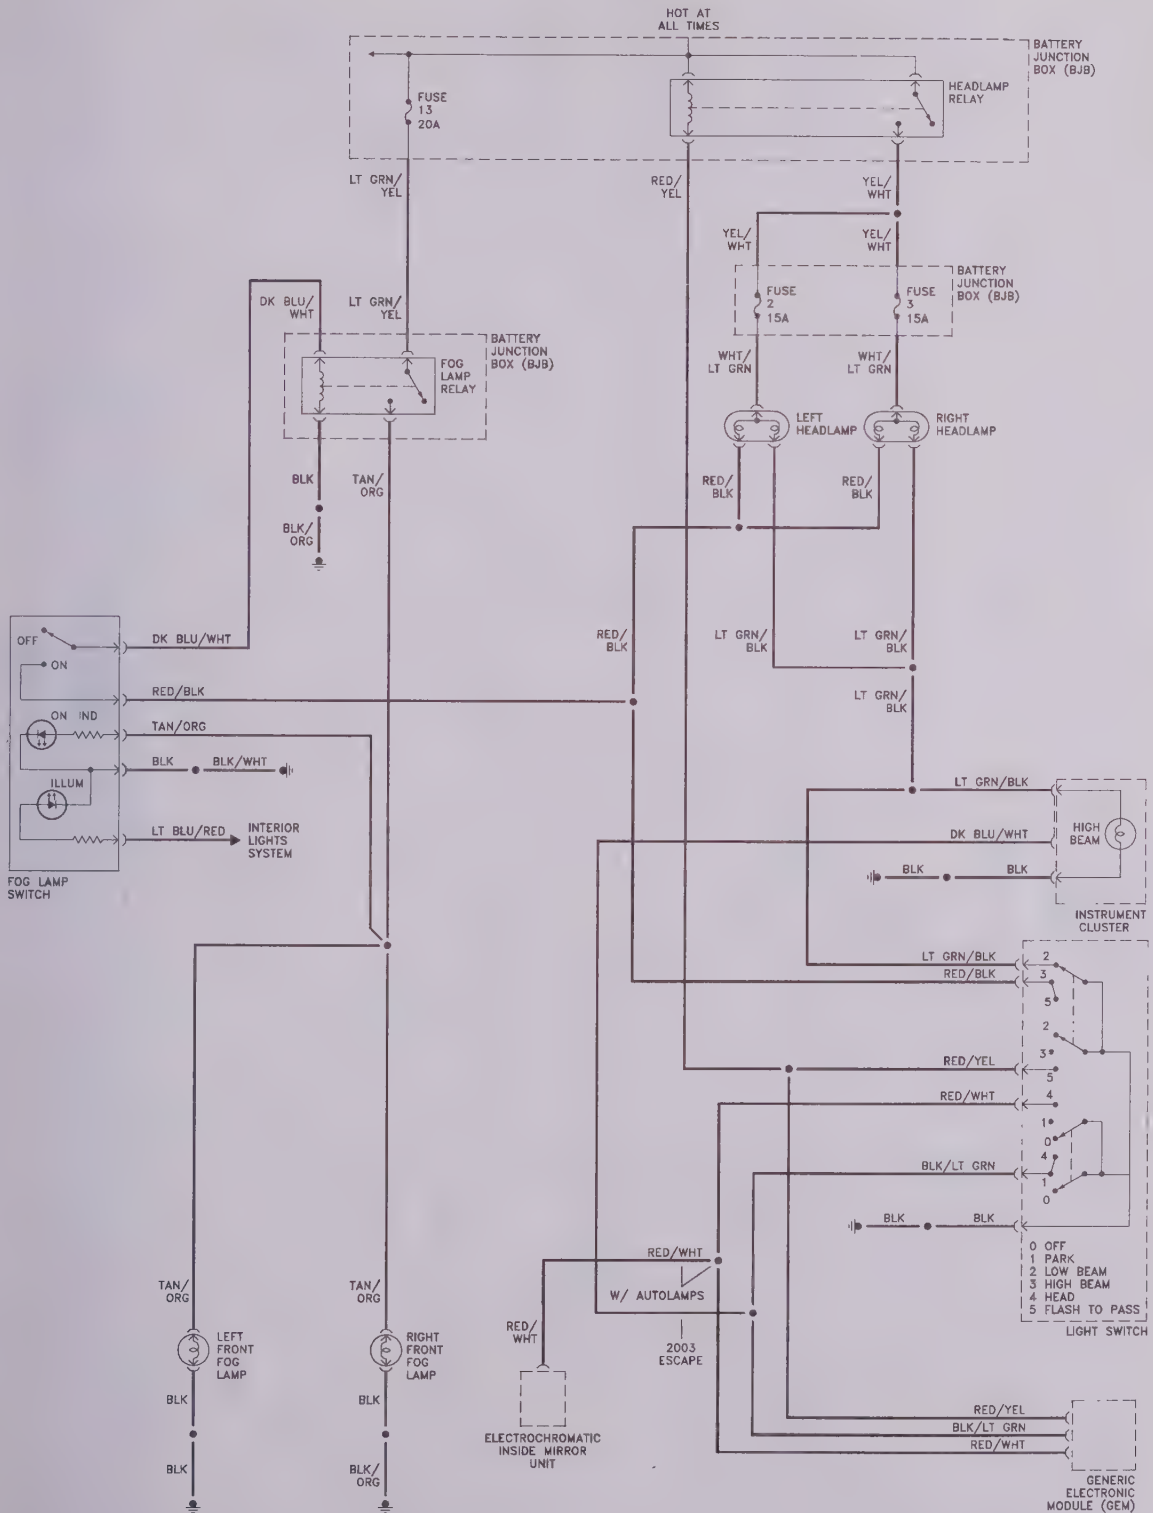 HOT AT
ALL TIMES
BATTERY
JUNCTION
BOX (BJB)
FUSE
13
20A
HEADLAMP
RELAY
LT GRN/
YEL
RED/
YEL
YEL/
WHT
YEL/
WHT
YEL/
WHT
DK BLU/
WHT
LT GRN/
YEL
FUSE
2
15A
FUSE
3
15A
BATTERY
JUNCTION
BOX (BJB)
BATTERY
JUNCTION
BOX (BJB)
FOG
LAMP
RELAY
WHT/
LT GRN
WHT/
LT GRN
LEFT
HEADLAMP
RIGHT
HEADLAMP
BLK
TAN/
ORG
RED/
BLK
RED/
BLK
BLK/
ORG
OFF
ON
DK BLU/WHT
RED/
BLK
LT GRN/
BLK
LT GRN/
BLK
RED/BLK
LT GRN/
BLK
ON IND
TAN/ORG
BLK
BLK/WHT
ILLUM
LT BLU/RED
INTERIOR
LIGHTS
SYSTEM
FOG LAMP
SWITCH
LT GRN/BLK
DK BLU/WHT
HIGH
BEAM
BLK
BLK
INSTRUMENT
CLUSTER
LT GRN/BLK
2
RED/BLK
3
5
2
3
RED/YEL
5
RED/WHT
4
1
0
4
BLK/LT GRN
1
0
BLK
BLK
0 OFF
1 PARK
2 LOW BEAM
3 HIGH BEAM
4 HEAD
5 FLASH TO PASS
LIGHT SWITCH
RED/WHT
W/ AUTOLAMPS
RED/
WHT
2003
ESCAPE
TAN/
ORG
TAN/
ORG
LEFT
FRONT
FOG
LAMP
RIGHT
FRONT
FOG
LAMP
BLK
BLK
BLK
BLK/
ORG
ELECTROCHROMATIC
INSIDE MIRROR
UNIT
RED/YEL
BLK/LT GRN
RED/WHT
GENERIC
ELECTRONIC
MODULE (GEM)